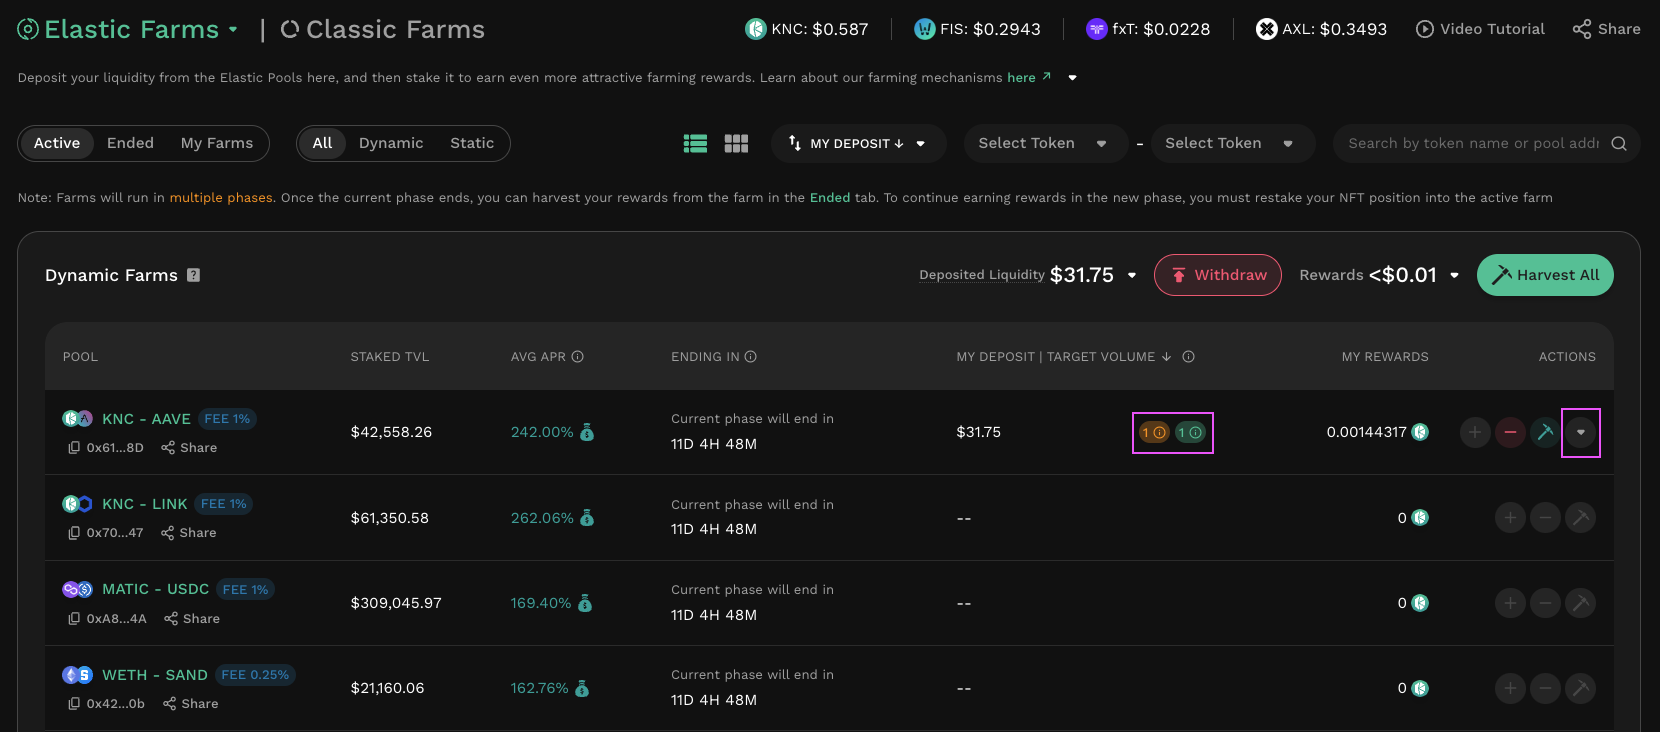 Elastic Farms | Classic Farms KNC: $0.587 FIS: $0.2943 fxT: $0.0228 AXL: $0.3493 Video Tutorial Share
Deposit your liquidity from the Elastic Pools here, and then stake it to earn even more attractive farming rewards. Learn about our farming mechanisms here ↗
Active Ended My Farms All Dynamic Static MY DEPOSIT ↓ Select Token - Select Token Search by token name or pool addr
Note: Farms will run in multiple phases. Once the current phase ends, you can harvest your rewards from the farm in the Ended tab. To continue earning rewards in the new phase, you must restake your NFT position into the active farm
Dynamic Farms ? Deposited Liquidity $31.75 Withdraw Rewards <$0.01 Harvest All
POOL STAKED TVL AVG APR ENDING IN MY DEPOSIT | TARGET VOLUME ↓ MY REWARDS ACTIONS
KNC - AAVE FEE 1% Current phase will end in
$42,558.26 242.00% $31.75 1 1 0.00144317
0x61...8D Share 11D 4H 48M
KNC - LINK FEE 1% Current phase will end in
$61,350.58 262.06% -- 0
0x70...47 Share 11D 4H 48M
MATIC - USDC FEE 1% Current phase will end in
$309,045.97 169.40% -- 0
0xA8...4A Share 11D 4H 48M
WETH - SAND FEE 0.25% Current phase will end in
$21,160.06 162.76% -- 0
0x42...0b Share 11D 4H 48M